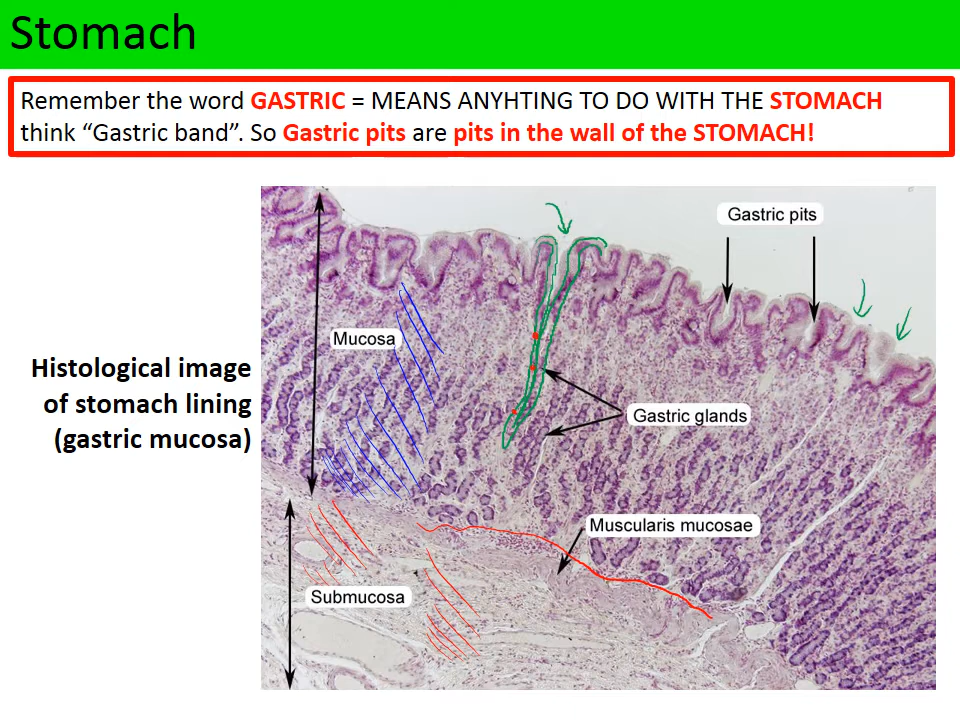 Stomach
Remember the word GASTRIC = MEANS ANYHTING TO DO WITH THE STOMACH
think “Gastric band”. So Gastric pits are pits in the wall of the STOMACH!
Gastric pits
Mucosa
Histological image
of stomach lining
(gastric mucosa)
Gastric glands
Muscularis mucosae
Submucosa